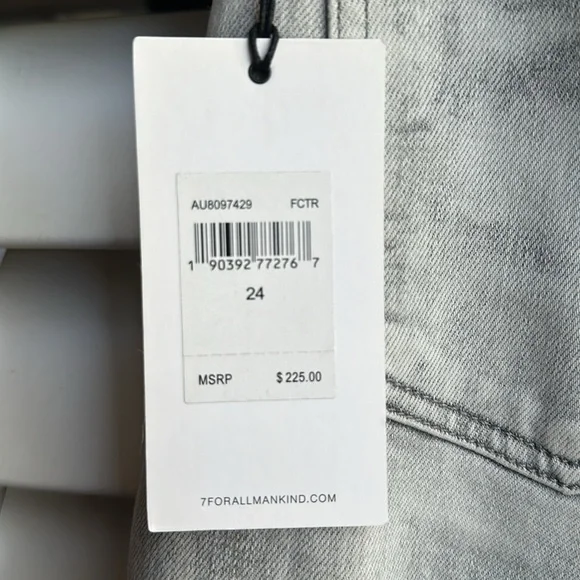 AU8097429 FCTR
1 90392 77276 7
24
MSRP $ 225.00
7FORALLMANKIND.COM